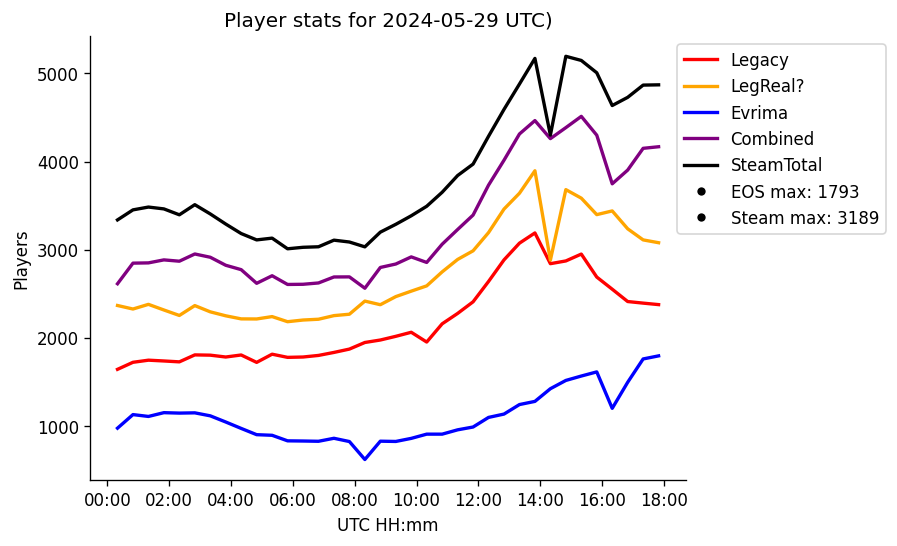 Player stats for 2024-05-29 UTC)
Legacy
LegReal?
Evrima
Combined
SteamTotal
EOS max: 1793
Steam max: 3189
Players
5000
4000
3000
2000
1000
00:00 02:00 04:00 06:00 08:00 10:00 12:00 14:00 16:00 18:00
UTC HH:mm